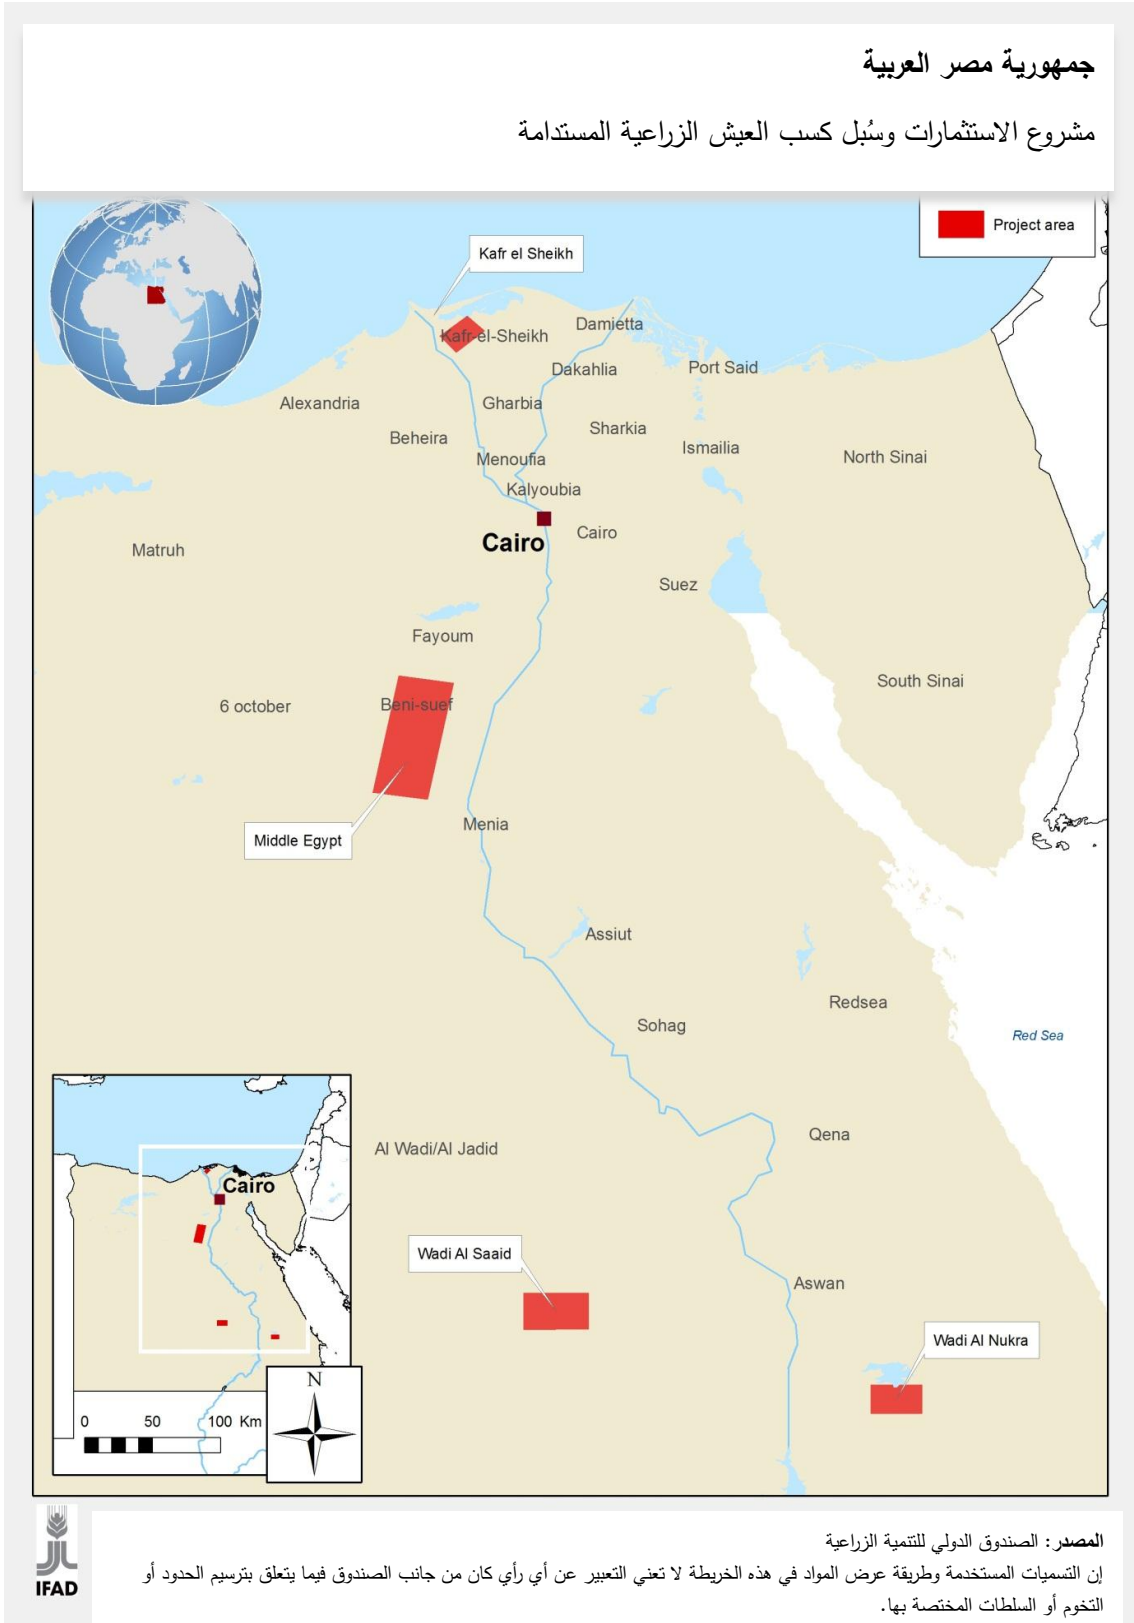 جمهورية مصر العربية
مشروع الاستثمارات وسُبل كسب العيش الزراعية المستدامة
Project area
Kafr el Sheikh
Kafr-el-Sheikh
Damietta
Dakahlia
Port Said
Alexandria
Gharbia
Beheira
Sharkia
Ismailia
North Sinai
Menoufia
Kalyoubia
Cairo
Cairo
Matruh
Suez
Fayoum
South Sinai
6 october
Beni-suef
Menia
Middle Egypt
Assiut
Redsea
Sohag
Red Sea
Qena
Al Wadi/Al Jadid
Cairo
Wadi Al Saaid
Aswan
Wadi Al Nukra
N
0 50 100 Km
IFAD
المصدر: الصندوق الدولي للتنمية الزراعية
إن التسميات المستخدمة وطريقة عرض المواد في هذه الخريطة لا تعني التعبير عن أي رأي كان من جانب الصندوق فيما يتعلق بترسيم الحدود أو
التخوم أو السلطات المختصة بها.